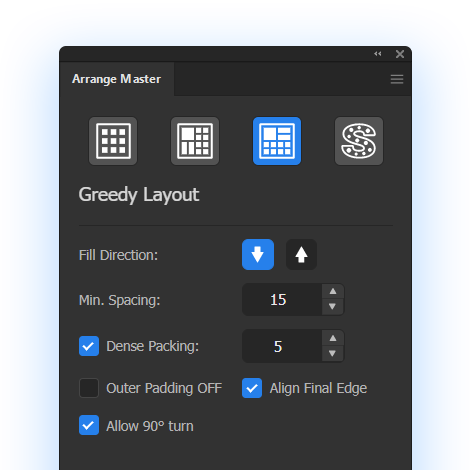 Arrange Master
Greedy Layout
Fill Direction:
Min. Spacing: 15
Dense Packing: 5
Outer Padding OFF Align Final Edge
Allow 90° turn